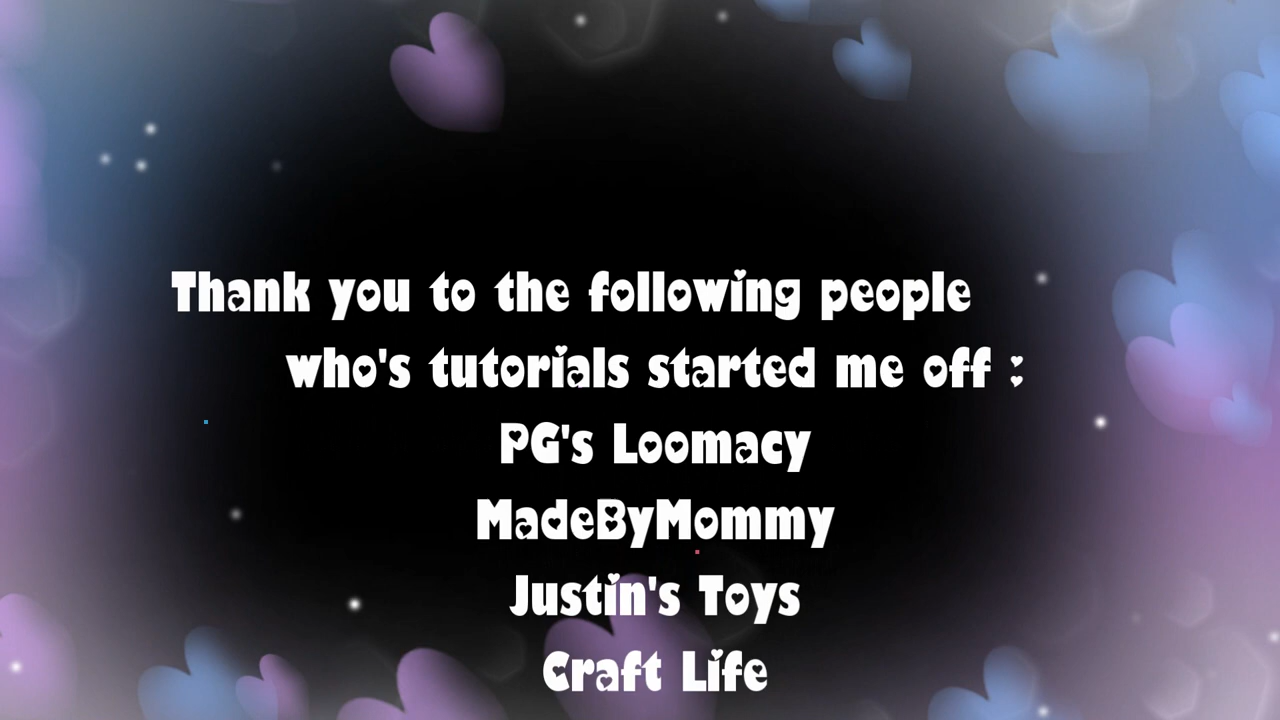 Thank you to the following people
who's tutorials started me off :
PG's Loomacy
MadeByMommy
Justin's Toys
Craft Life